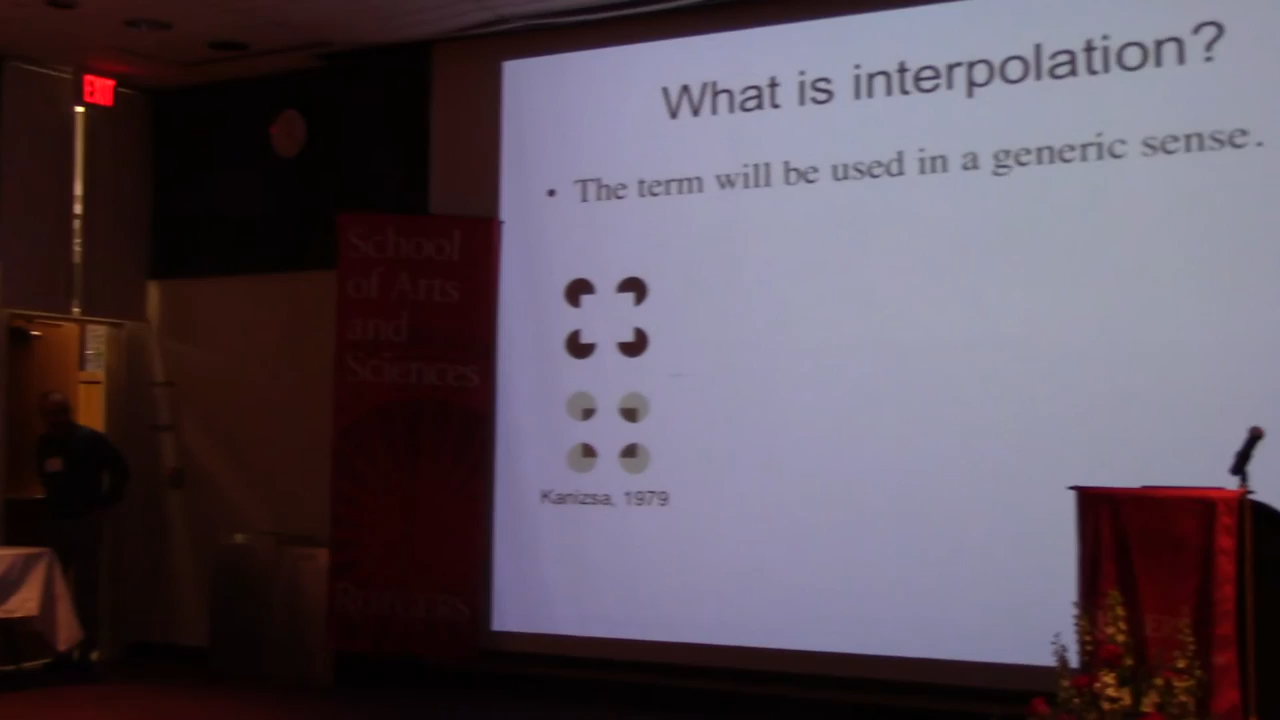 EXIT
What is interpolation?
• The term will be used in a generic sense.
School
of Arts
and
Sciences
Kanizsa, 1979
RUTGERS